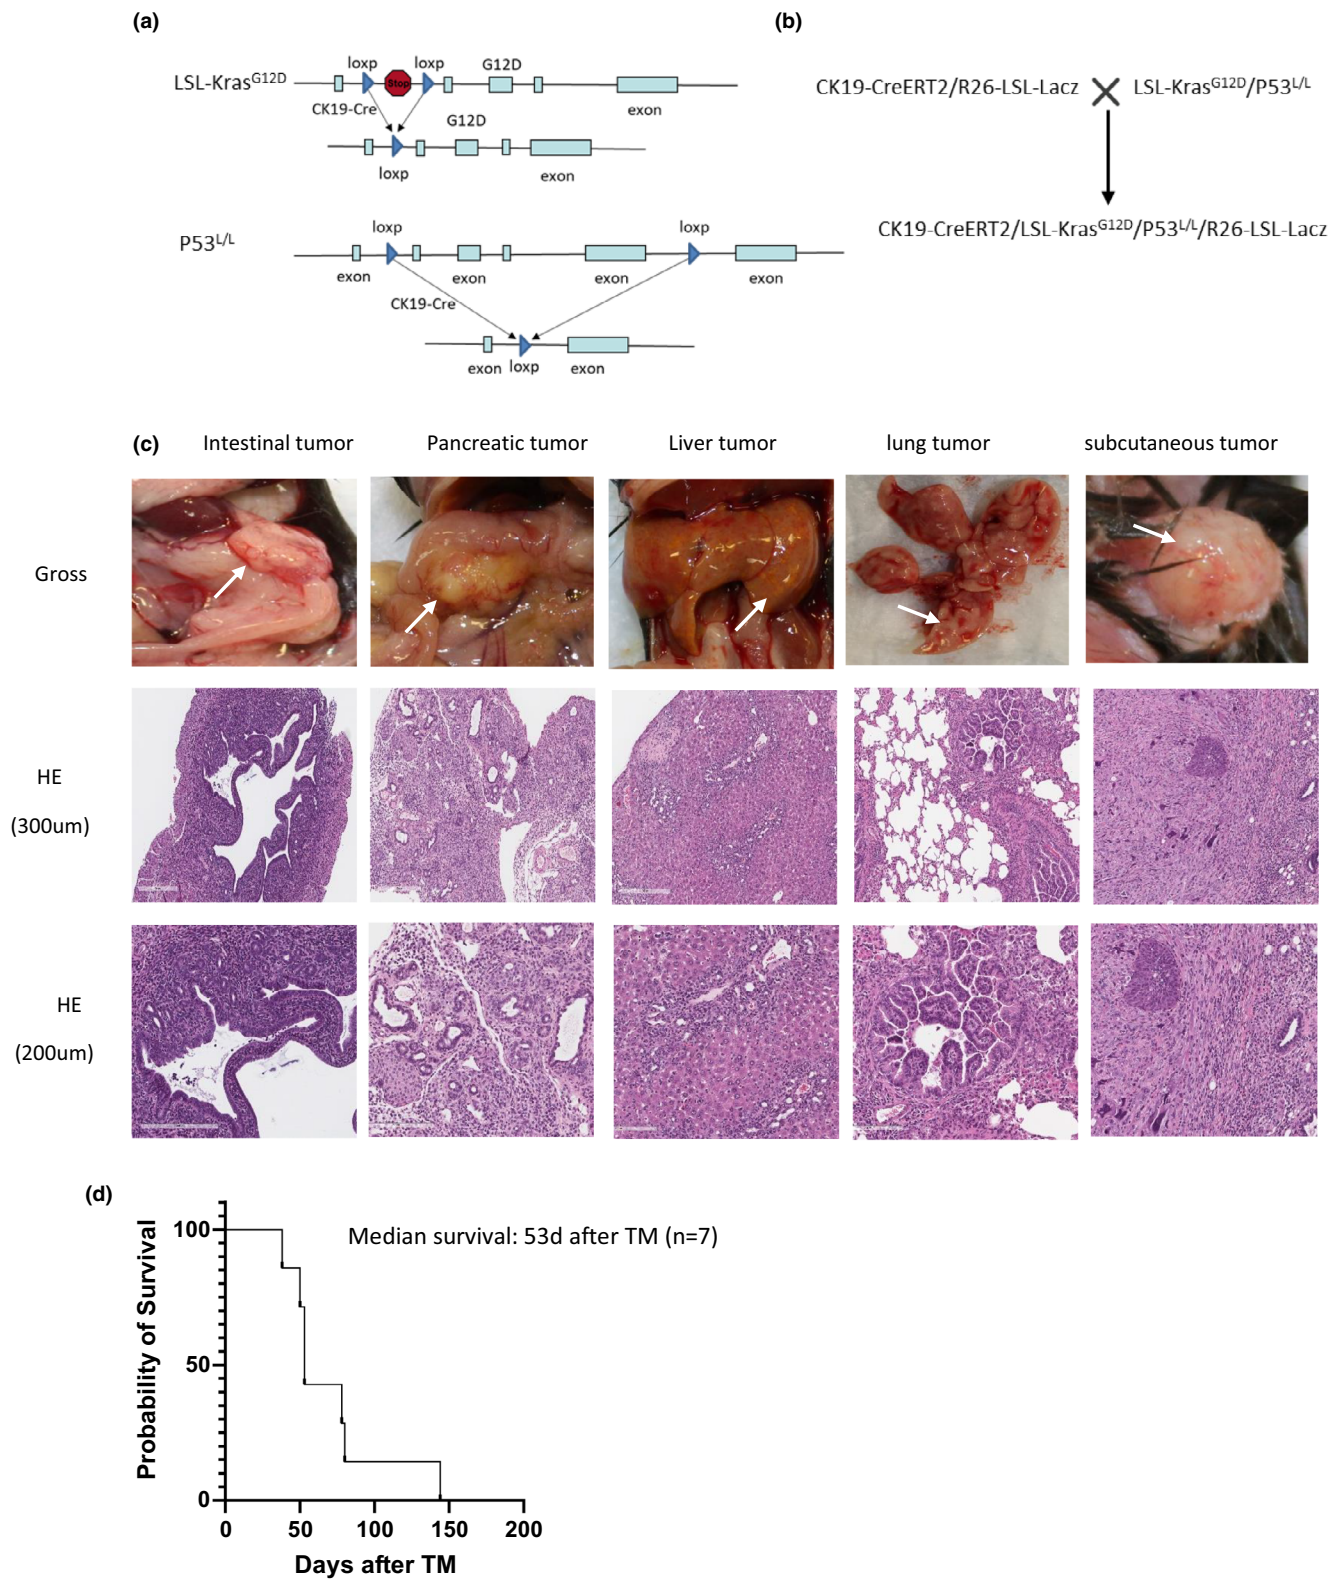 (a)
(b)
loxp
loxp
G12D
LSL-Kras^G12D
Stop
CK19-Cre
exon
G12D
loxp
exon
CK19-CreERT2/R26-LSL-Lacz
LSL-Kras^G12D/P53^L/L
CK19-CreERT2/LSL-Kras^G12D/P53^L/L/R26-LSL-Lacz
P53^L/L
loxp
loxp
exon
exon
exon
exon
CK19-Cre
exon
loxp
exon
(c)
Intestinal tumor
Pancreatic tumor
Liver tumor
lung tumor
subcutaneous tumor
Gross
HE
(300um)
HE
(200um)
(d)
Median survival: 53d after TM (n=7)
Probability of Survival
100
50
0
0
50
100
150
200
Days after TM